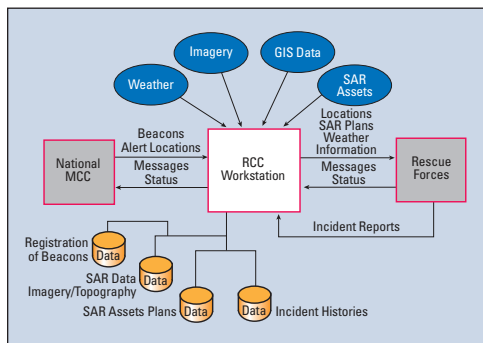 Imagery
GIS Data
Weather
SAR
Assets
Beacons
Alert Locations
Messages
Status
National
MCC
RCC
Workstation
Locations
SAR Plans
Weather
Information
Messages
Status
Rescue
Forces
Incident Reports
Registration
of Beacons
Data
SAR Data
Imagery/Topography
Data
SAR Assets Plans
Data
Data
Incident Histories